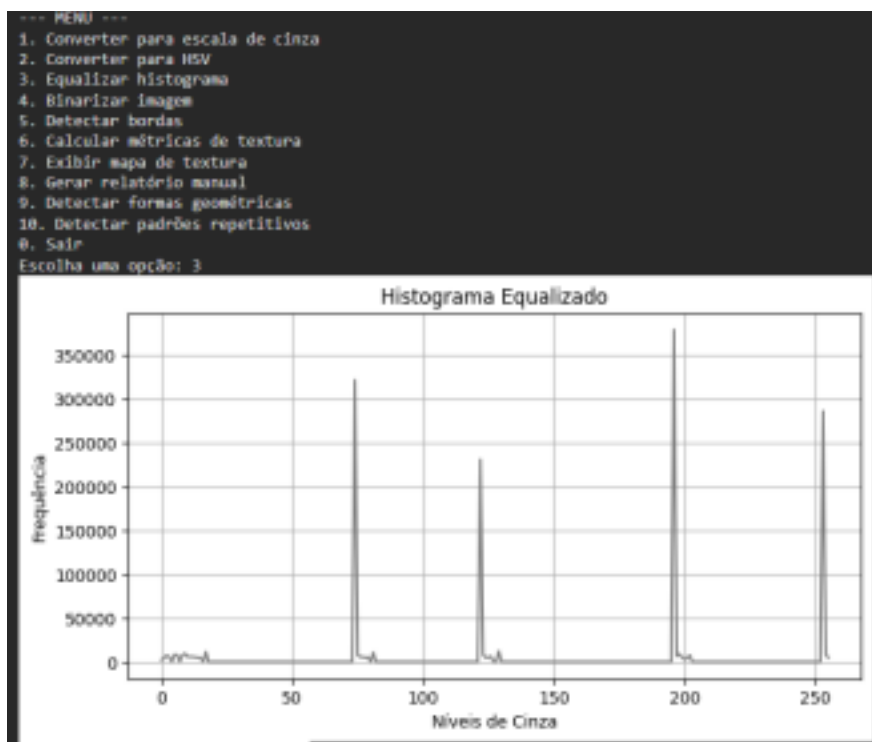 --- MENU ---
1. Converter para escala de cinza
2. Converter para HSV
3. Equalizar histograma
4. Binarizar imagem
5. Detectar bordas
6. Calcular métricas de textura
7. Exibir mapa de textura
8. Gerar relatório manual
9. Detectar formas geométricas
10. Detectar padrões repetitivos
0. Sair
Escolha uma opção: 3
Histograma Equalizado
350000
300000
250000
200000
150000
100000
50000
0
Frequência
0 50 100 150 200 250
Níveis de Cinza